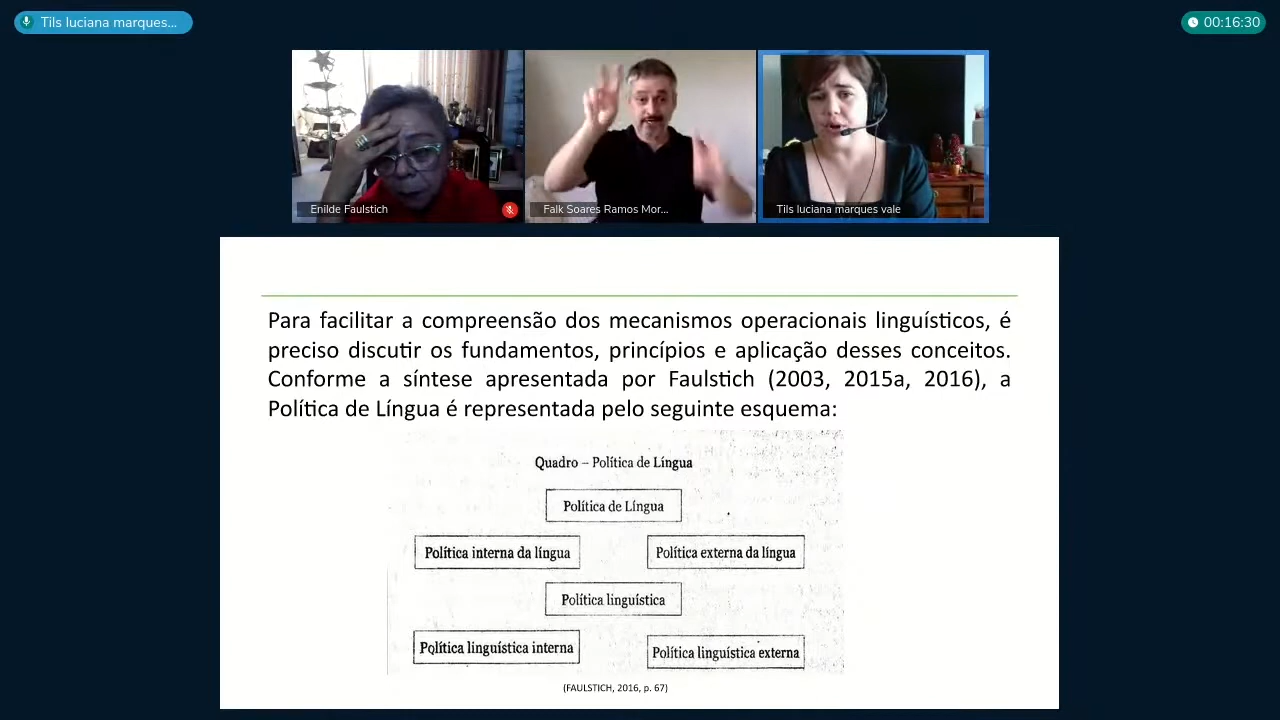 Tils luciana marques...
00:16:30
Enilde Faulstich
Falk Soares Ramos Mor...
Tils luciana marques vale
Para facilitar a compreensão dos mecanismos operacionais linguísticos, é
preciso discutir os fundamentos, princípios e aplicação desses conceitos.
Conforme a síntese apresentada por Faulstich (2003, 2015a, 2016), a
Política de Língua é representada pelo seguinte esquema:
Quadro – Política de Língua
Política de Língua
Política interna da língua
Política externa da língua
Política linguística
Política linguística interna
Política linguística externa
(FAULSTICH, 2016, p. 67)